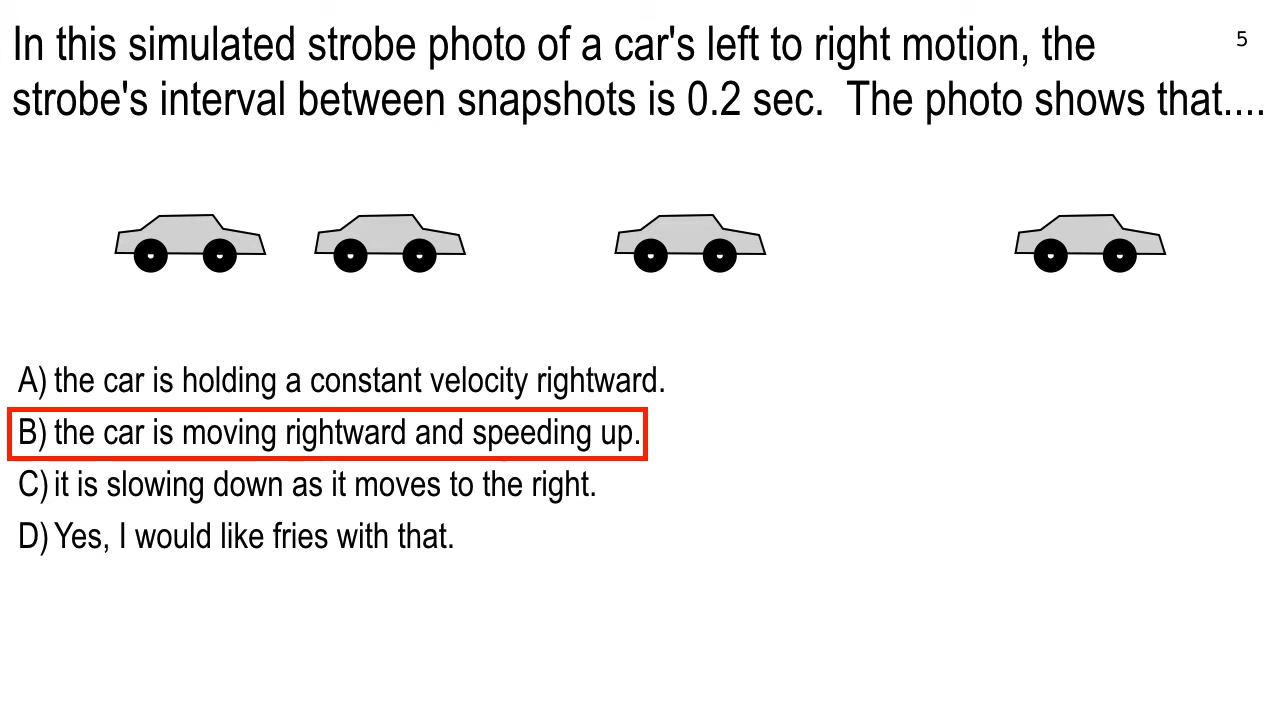 In this simulated strobe photo of a car's left to right motion, the
5
strobe's interval between snapshots is 0.2 sec.  The photo shows that....
A) the car is holding a constant velocity rightward.
B) the car is moving rightward and speeding up.
C) it is slowing down as it moves to the right.
D) Yes, I would like fries with that.